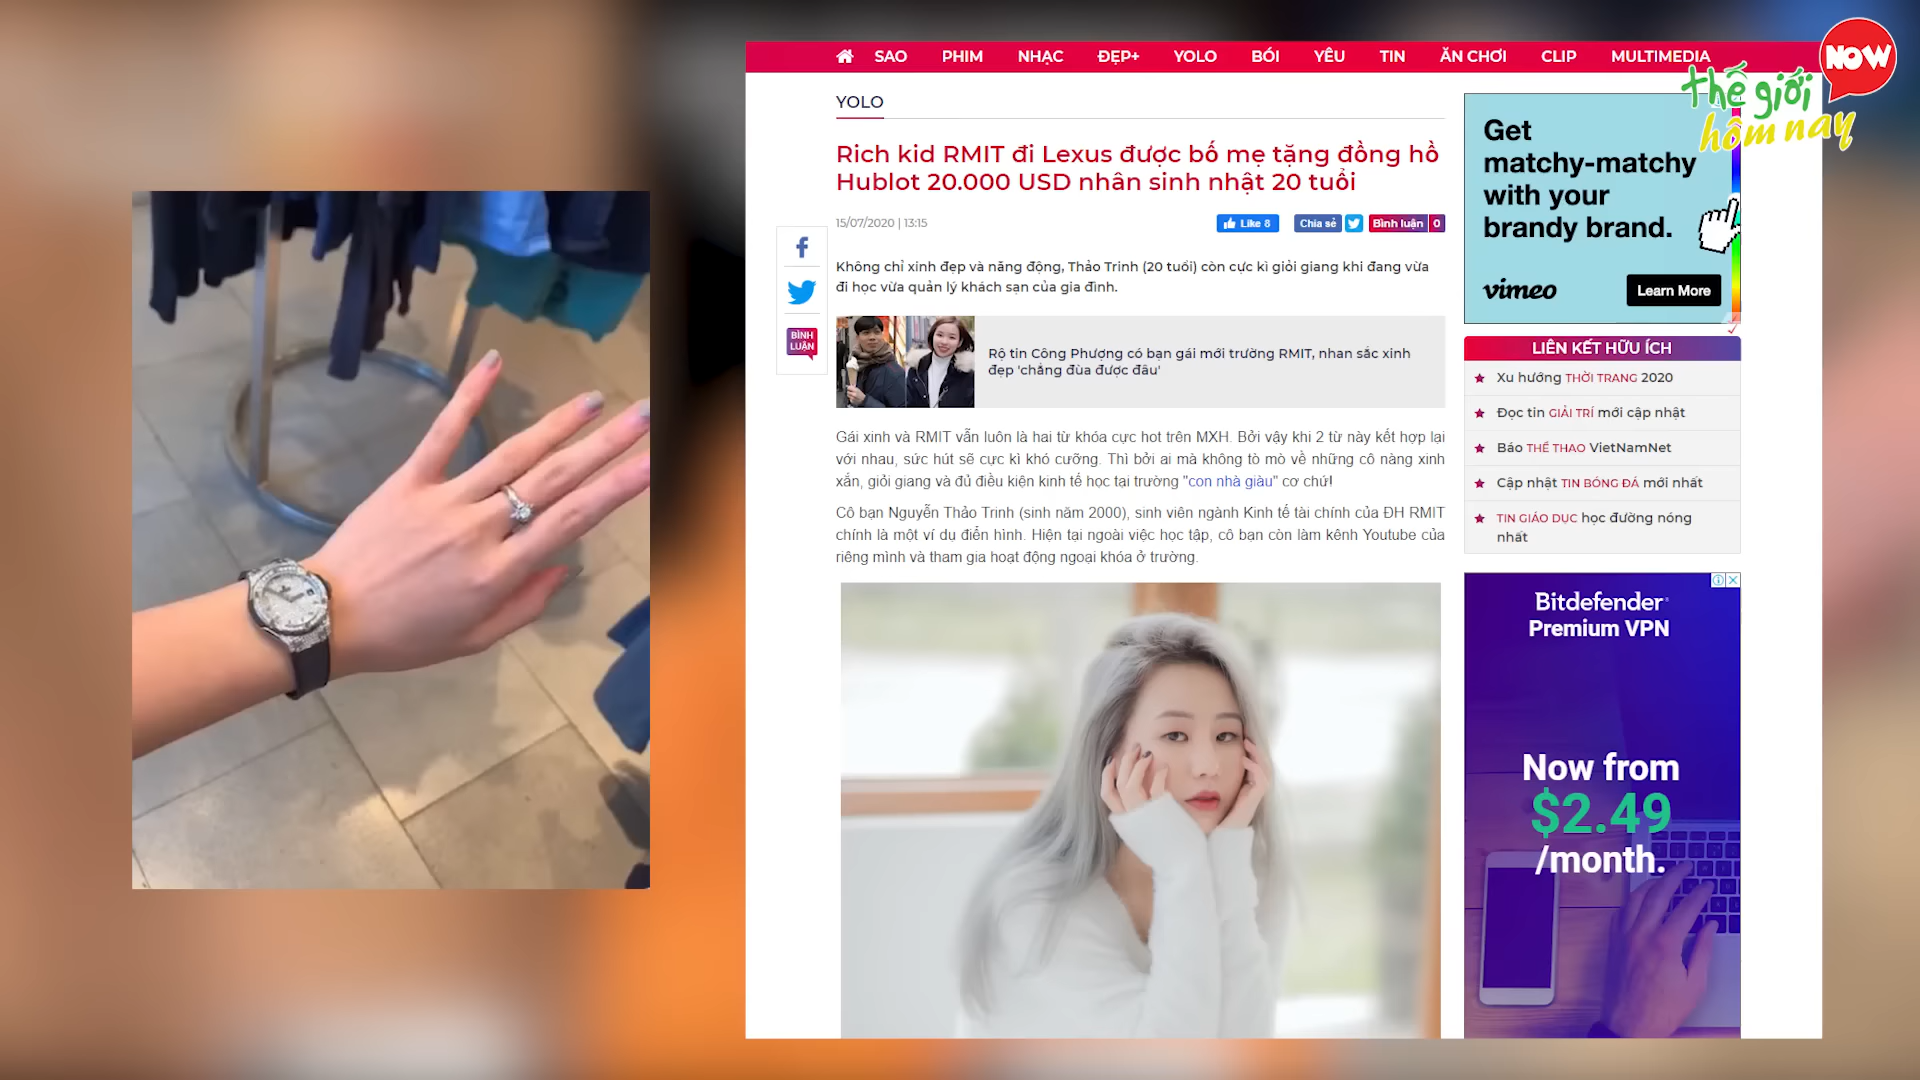 SAO PHIM NHẠC ĐẸP+ YOLO BÓI YÊU TIN ĂN CHƠI CLIP MULTIMEDIA
NOW
thế giới
hôm nay
YOLO
Rich kid RMIT đi Lexus được bố mẹ tặng đồng hồ
Hublot 20.000 USD nhân sinh nhật 20 tuổi
15/07/2020 | 13:15
Like 8
Chia sẻ
Bình luận 0
BÌNH
LUẬN
Không chỉ xinh đẹp và năng động, Thảo Trinh (20 tuổi) còn cực kì giỏi giang khi đang vừa
đi học vừa quản lý khách sạn của gia đình.
Rộ tin Công Phượng có bạn gái mới trường RMIT, nhan sắc xinh
đẹp 'chẳng đùa được đâu'
Gái xinh và RMIT vẫn luôn là hai từ khóa cực hot trên MXH. Bởi vậy khi 2 từ này kết hợp lại
với nhau, sức hút sẽ cực kì khó cưỡng. Thì bởi ai mà không tò mò về những cô nàng xinh
xắn, giỏi giang và đủ điều kiện kinh tế học tại trường "con nhà giàu" cơ chứ!
Cô bạn Nguyễn Thảo Trinh (sinh năm 2000), sinh viên ngành Kinh tế tài chính của ĐH RMIT
chính là một ví dụ điển hình. Hiện tại ngoài việc học tập, cô bạn còn làm kênh Youtube của
riêng mình và tham gia hoạt động ngoại khóa ở trường.
Get
matchy-matchy
with your
brandy brand.
vimeo
Learn More
LIÊN KẾT HỮU ÍCH
Xu hướng THỜI TRANG 2020
Đọc tin GIẢI TRÍ mới cập nhật
Báo THỂ THAO VietNamNet
Cập nhật TIN BÓNG ĐÁ mới nhất
TIN GIÁO DỤC học đường nóng
nhất
Bitdefender
Premium VPN
Now from
$2.49
/month.